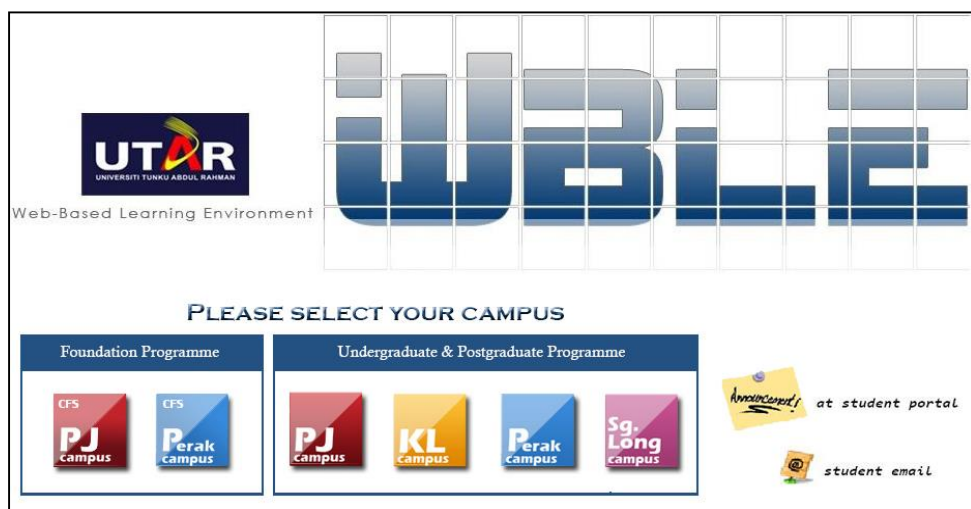 WBLE
UTAR
UNIVERSITI TUNKU ABDUL RAHMAN
Web-Based Learning Environment
PLEASE SELECT YOUR CAMPUS
Foundation Programme
CFS
PJ
campus
CFS
Perak
campus
Undergraduate & Postgraduate Programme
PJ
campus
KL
campus
Perak
campus
Sg.
Long
campus
Announcement!
at student portal
@
student email